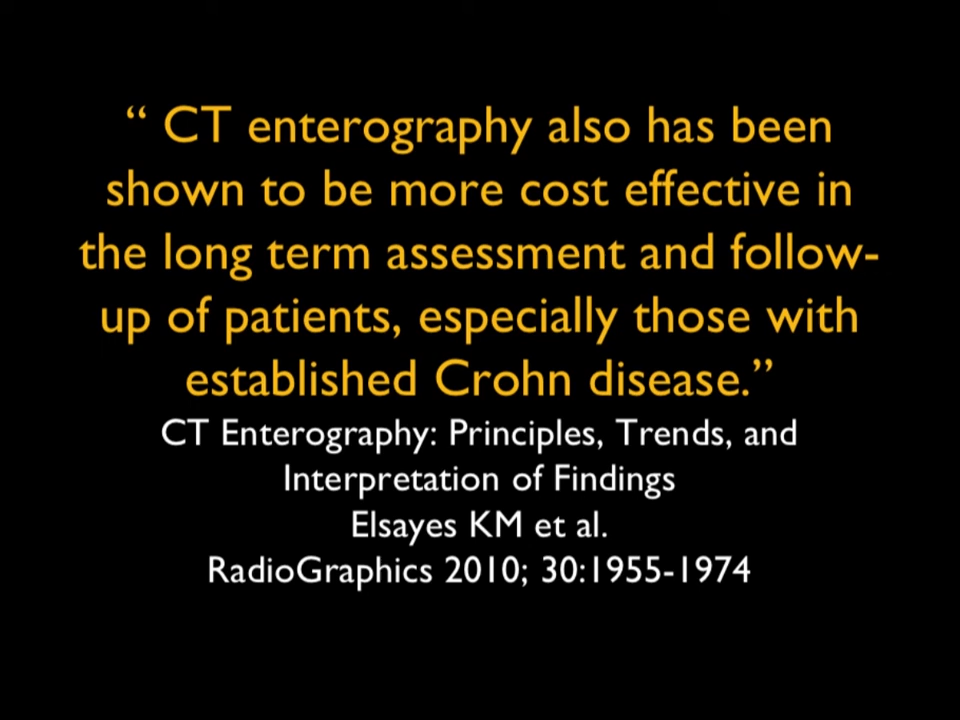 “ CT enterography also has been
shown to be more cost effective in
the long term assessment and follow-
up of patients, especially those with
established Crohn disease.”
CT Enterography: Principles, Trends, and
Interpretation of Findings
Elsayes KM et al.
RadioGraphics 2010; 30:1955-1974